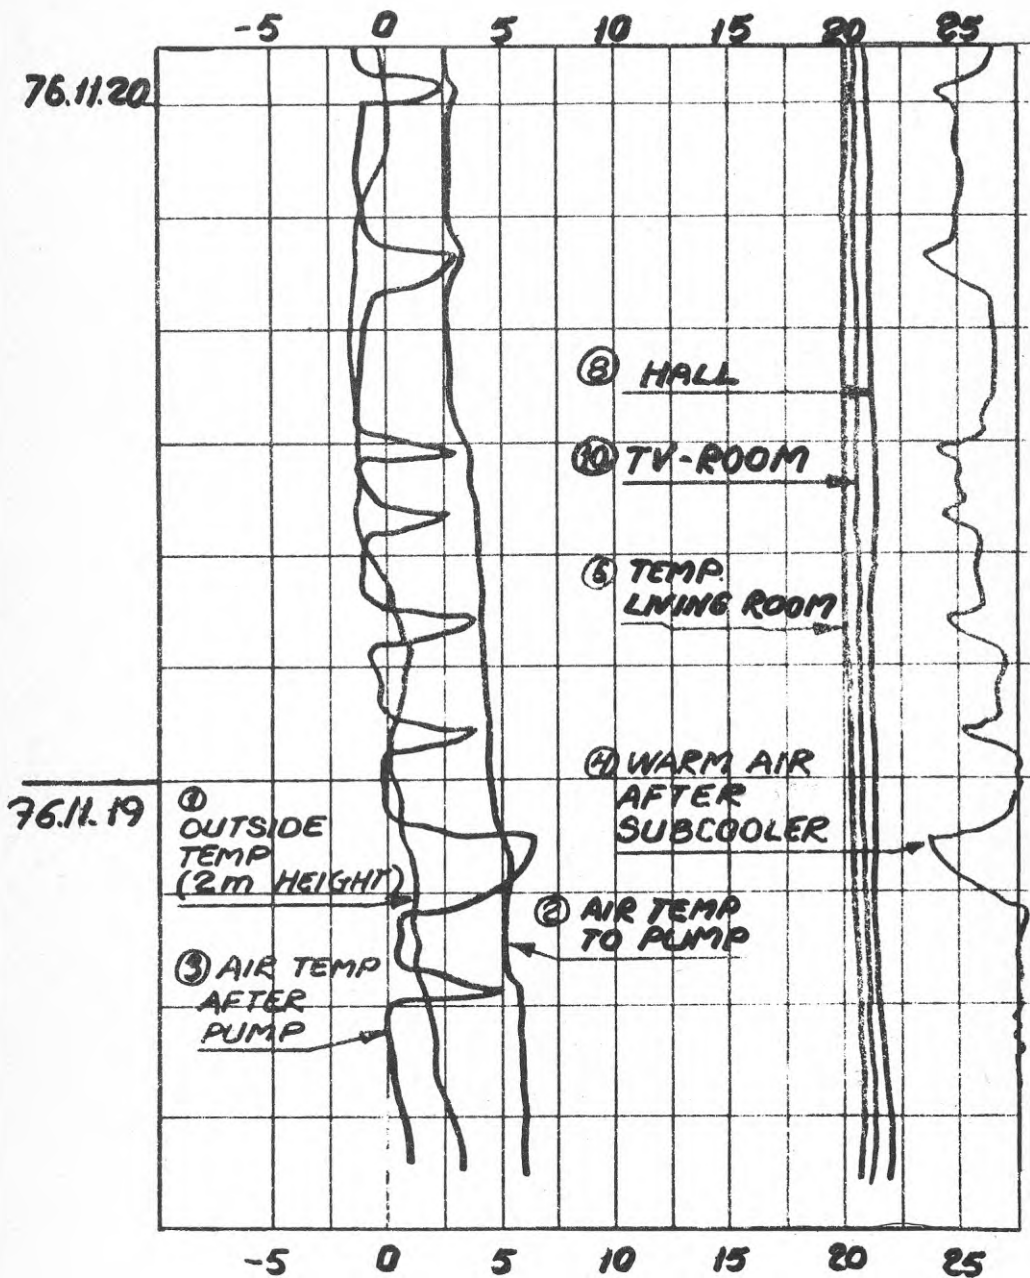 -5 0 5 10 15 20 25
76.11.20
⑧ HALL
⑩ TV-ROOM
⑤ TEMP.
LIVING ROOM
④ WARM AIR
AFTER
SUBCOOLER
76.11.19
①
OUTSIDE
TEMP
(2m HEIGHT)
② AIR TEMP
TO PUMP
③ AIR TEMP
AFTER
PUMP
-5 0 5 10 15 20 25